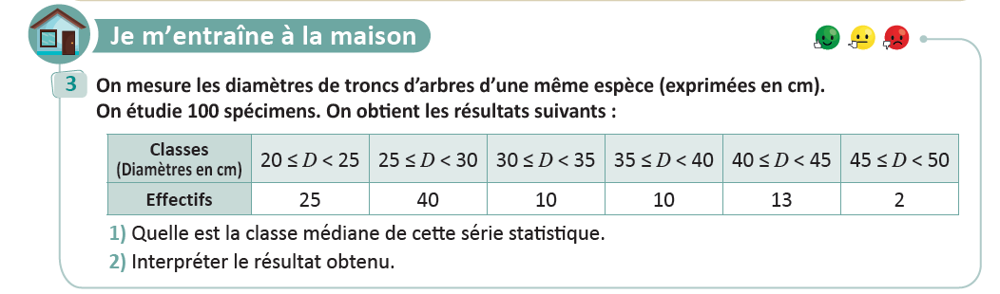 Je m'entraîne à la maison
3 On mesure les diamètres de troncs d'arbres d'une même espèce (exprimées en cm).
On étudie 100 spécimens. On obtient les résultats suivants :
Classes (Diamètres en cm) 20 ≤ D < 25 25 ≤ D < 30 30 ≤ D < 35 35 ≤ D < 40 40 ≤ D < 45 45 ≤ D < 50
Effectifs 25 40 10 10 13 2
1) Quelle est la classe médiane de cette série statistique.
2) Interpréter le résultat obtenu.